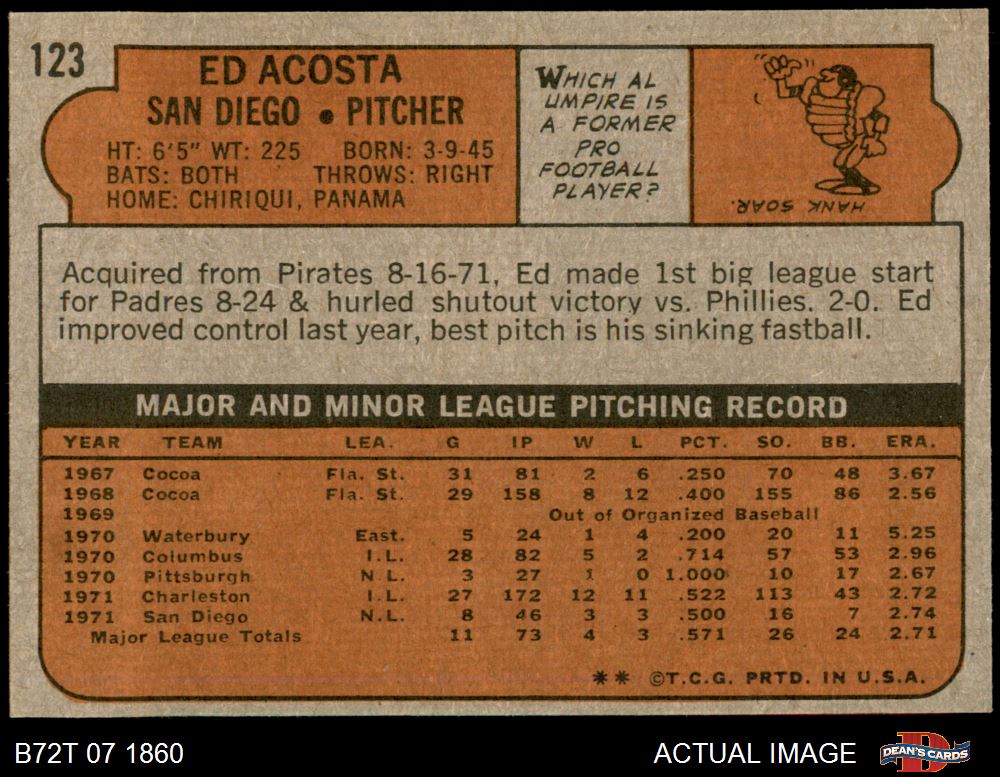 123
ED ACOSTA
SAN DIEGO • PITCHER
HT: 6'5" WT: 225 BORN: 3-9-45
BATS: BOTH THROWS: RIGHT
HOME: CHIRIQUI, PANAMA
WHICH AL
UMPIRE IS
A FORMER
PRO
FOOTBALL
PLAYER?
HANK SOAR.
Acquired from Pirates 8-16-71, Ed made 1st big league start
for Padres 8-24 & hurled shutout victory vs. Phillies. 2-0. Ed
improved control last year, best pitch is his sinking fastball.
MAJOR AND MINOR LEAGUE PITCHING RECORD
YEAR TEAM LEA. G IP W L PCT. SO. BB. ERA.
1967 Cocoa Fla. St. 31 81 2 6 .250 70 48 3.67
1968 Cocoa Fla. St. 29 158 8 12 .400 155 86 2.56
1969 Out of Organized Baseball
1970 Waterbury East. 5 24 1 4 .200 20 11 5.25
1970 Columbus I.L. 28 82 5 2 .714 57 53 2.96
1970 Pittsburgh N.L. 3 27 1 0 1.000 10 17 2.67
1971 Charleston I.L. 27 172 12 11 .522 113 43 2.72
1971 San Diego N.L. 8 46 3 3 .500 16 7 2.74
Major League Totals 11 73 4 3 .571 26 24 2.71
** ©T.C.G. PRTD. IN U.S.A.
B72T 07 1860 ACTUAL IMAGE DEAN'S CARDS